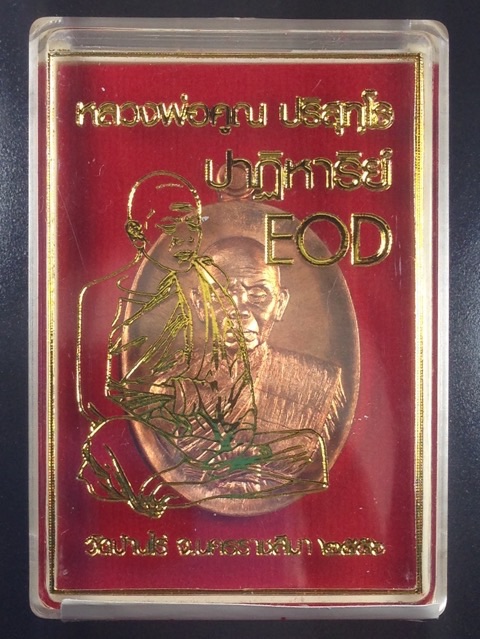 หลวงพ่อคูณ ปริสุทฺโธ
ปาฏิหาริย์
EOD
วัดบ้านไร่ จ.นครราชสีมา ๒๕๕๖